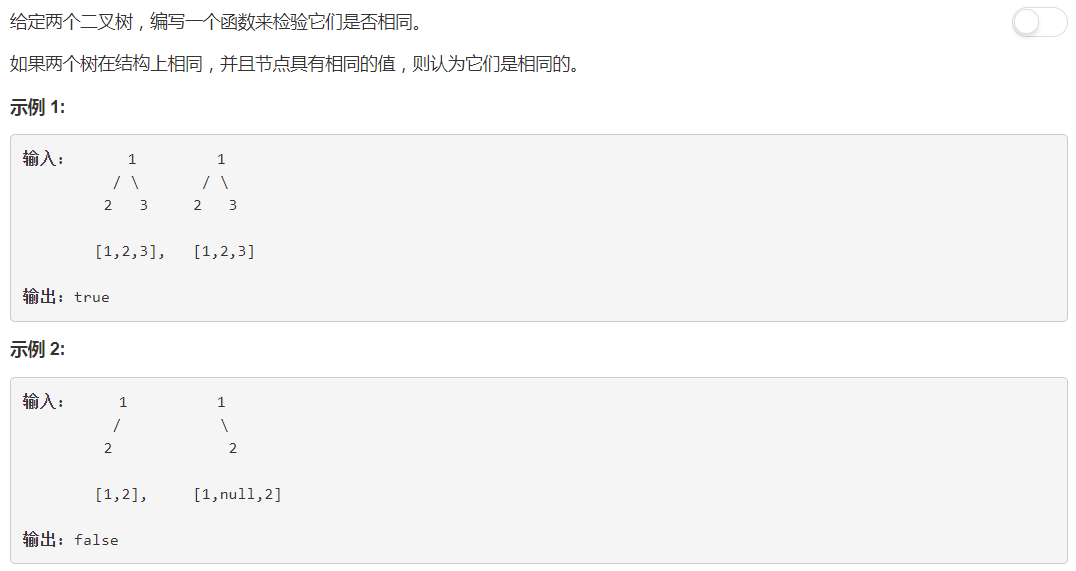 给定两个二叉树，编写一个函数来检验它们是否相同。
如果两个树在结构上相同，并且节点具有相同的值，则认为它们是相同的。
示例 1:
输入:       1         1
          / \       / \
         2   3     2   3
        [1,2,3],   [1,2,3]
输出: true
示例 2:
输入:      1          1
          /           \
         2             2
        [1,2],     [1,null,2]
输出: false